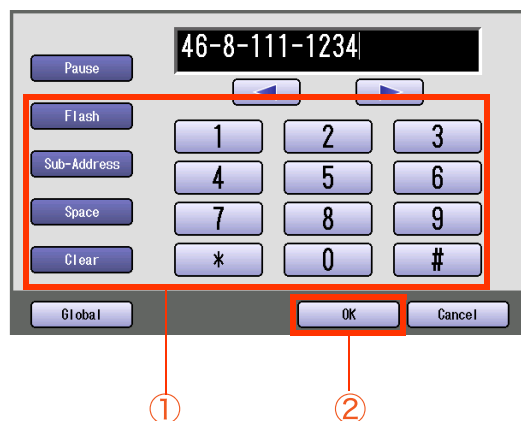 46-8-111-1234
Pause
Flash
1 2 3
Sub-Address
4 5 6
Space
7 8 9
Clear
* 0 #
Global OK Cancel
① ②